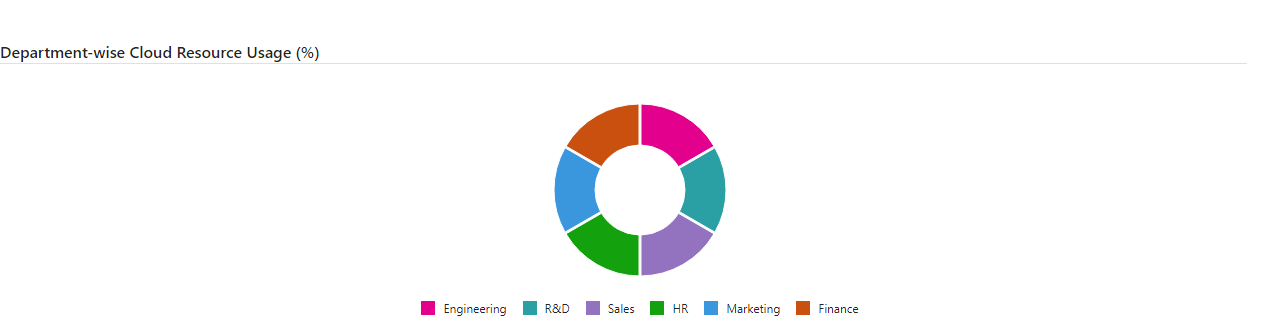 Department-wise Cloud Resource Usage (%)
Engineering R&D Sales HR Marketing Finance